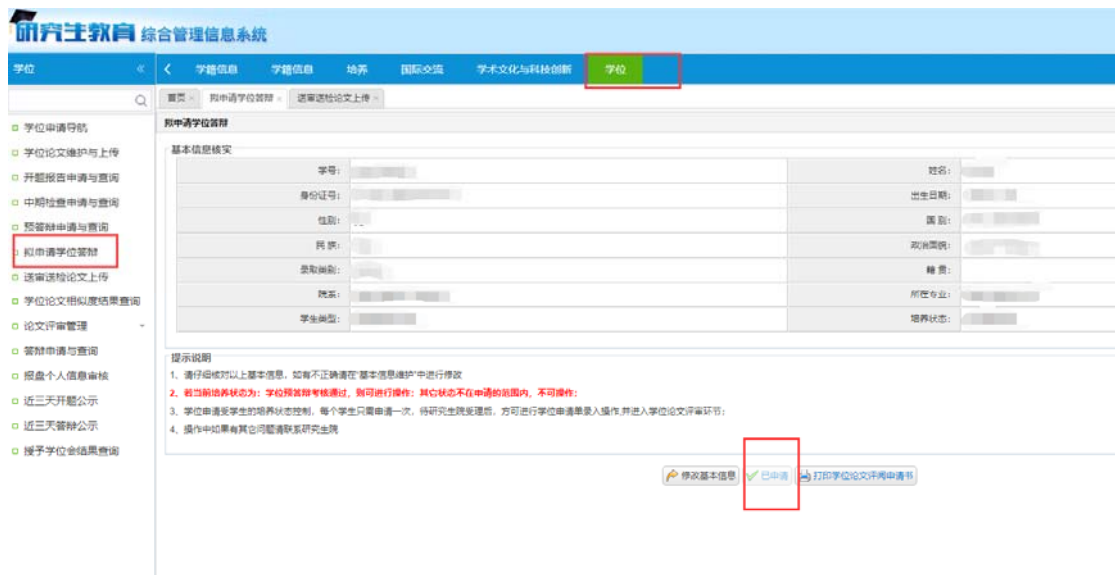 研究生教育 综合管理信息系统
学位 « < 学籍信息 学籍信息 培养 国际交流 学术文化与科技创新 学位
首页 × 拟申请学位答辩 × 送审送检论文上传 ×
拟申请学位答辩
学位申请导航
学位论文维护与上传
开题报告申请与查询
中期检查申请与查询
预答辩申请与查询
拟申请学位答辩
送审送检论文上传
学位论文相似度结果查询
论文评审管理
答辩申请与查询
报盘个人信息审核
近三天开题公示
近三天答辩公示
授予学位会结果查询
基本信息核实
学号: 姓名:
身份证号: 出生日期:
性别: 国别:
民族: 政治面貌:
录取类别: 籍贯:
院系: 所在专业:
学生类型: 培养状态:
提示说明
1、请仔细核对以上基本信息，如有不正确请在"基本信息维护"中进行修改
2、若当前培养状态为：学位预答辩考核通过，则可进行操作；其它状态不在申请的范围内，不可操作；
3、学位申请受学生的培养状态控制，每个学生只需申请一次，待研究生院受理后，方可进行学位申请单录入操作,并进入学位论文评审环节；
4、操作中如果有其它问题请联系研究生院
修改基本信息 已申请 打印学位论文评阅申请书